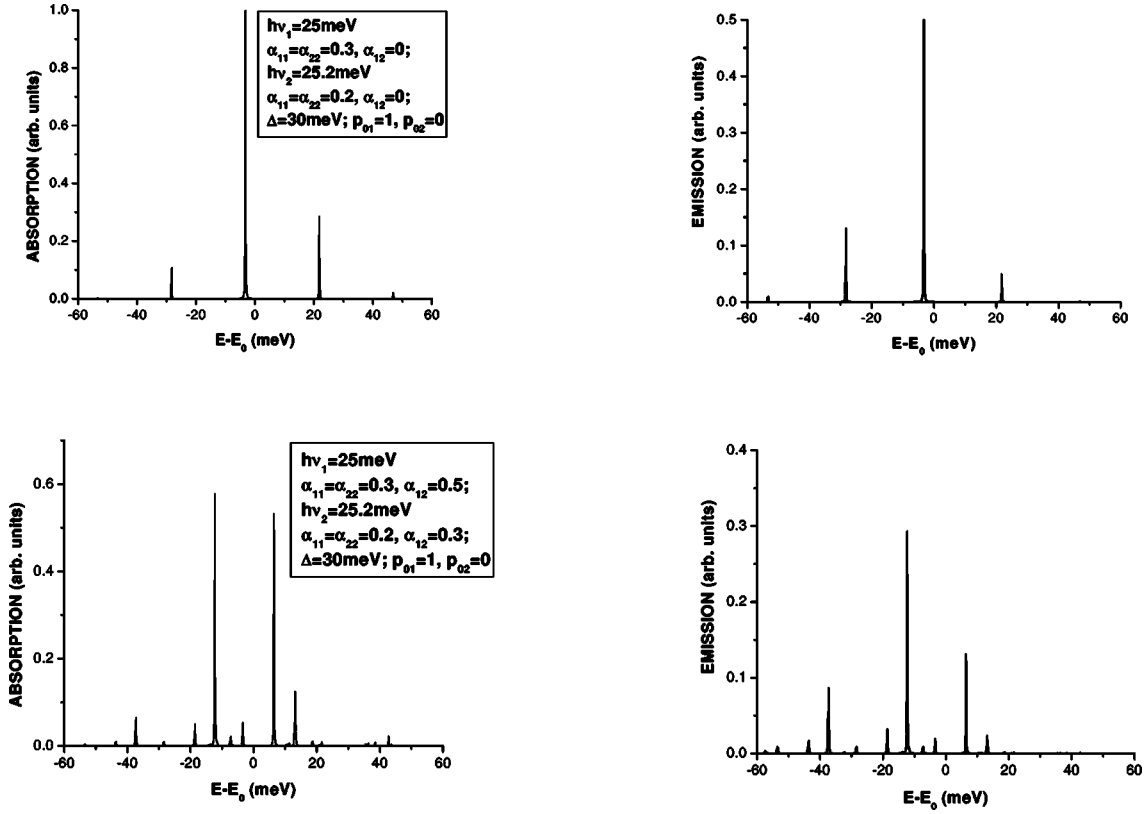 ABSORPTION (arb. units)
1.0
0.8
0.6
0.4
0.2
0.0
-60 -40 -20 0 20 40 60
E-E₀ (meV)
hν₁=25meV
α₁₁=α₂₂=0.3, α₁₂=0;
hν₂=25.2meV
α₁₁=α₂₂=0.2, α₁₂=0;
Δ=30meV; p₀₁=1, p₀₂=0
EMISSION (arb. units)
0.5
0.4
0.3
0.2
0.1
0.0
-60 -40 -20 0 20 40 60
E-E₀ (meV)
ABSORPTION (arb. units)
0.6
0.4
0.2
0.0
-60 -40 -20 0 20 40 60
E-E₀ (meV)
hν₁=25meV
α₁₁=α₂₂=0.3, α₁₂=0.5;
hν₂=25.2meV
α₁₁=α₂₂=0.2, α₁₂=0.3;
Δ=30meV; p₀₁=1, p₀₂=0
EMISSION (arb. units)
0.4
0.3
0.2
0.1
0.0
-60 -40 -20 0 20 40 60
E-E₀ (meV)